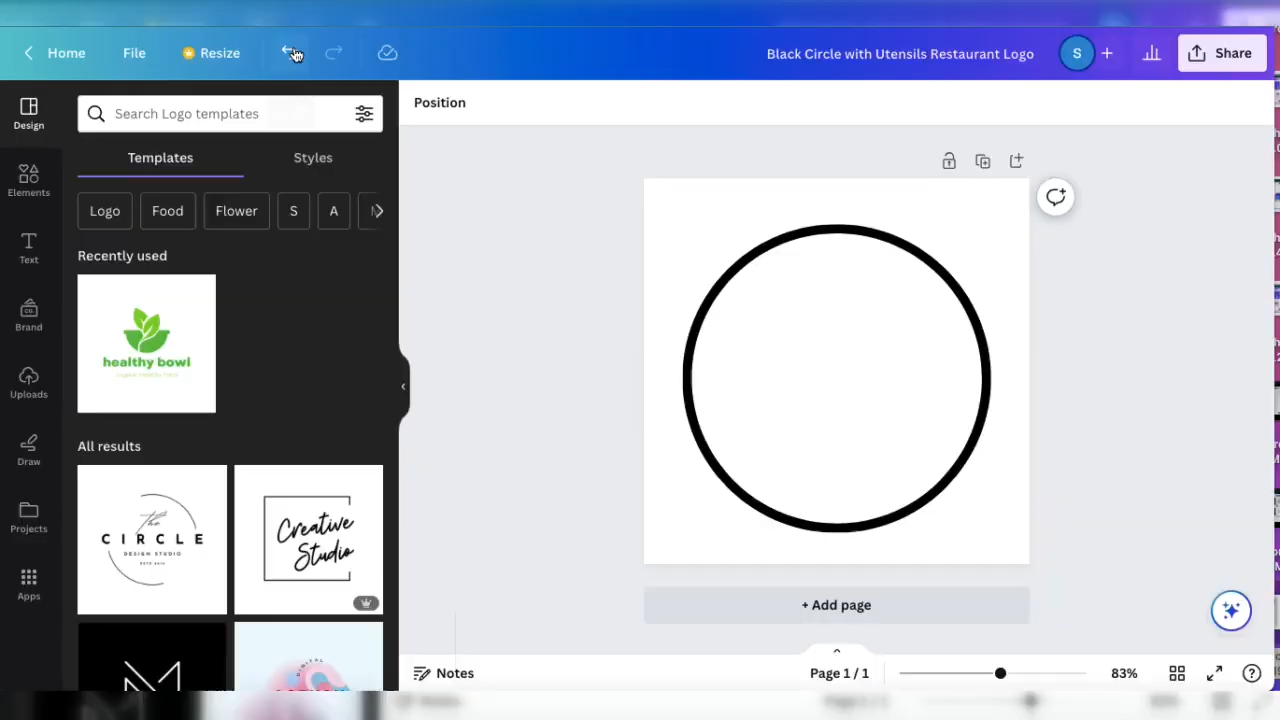 Home
File
Resize
Black Circle with Utensils Restaurant Logo
S
Share
Design
Elements
Text
Brand
Uploads
Draw
Projects
Apps
Search Logo templates
Templates
Styles
Logo
Food
Flower
S
A
Recently used
healthy bowl
All results
the
CIRCLE
DESIGN STUDIO
Creative
Studio
DIGITAL
Position
+ Add page
Notes
Page 1 / 1
83%